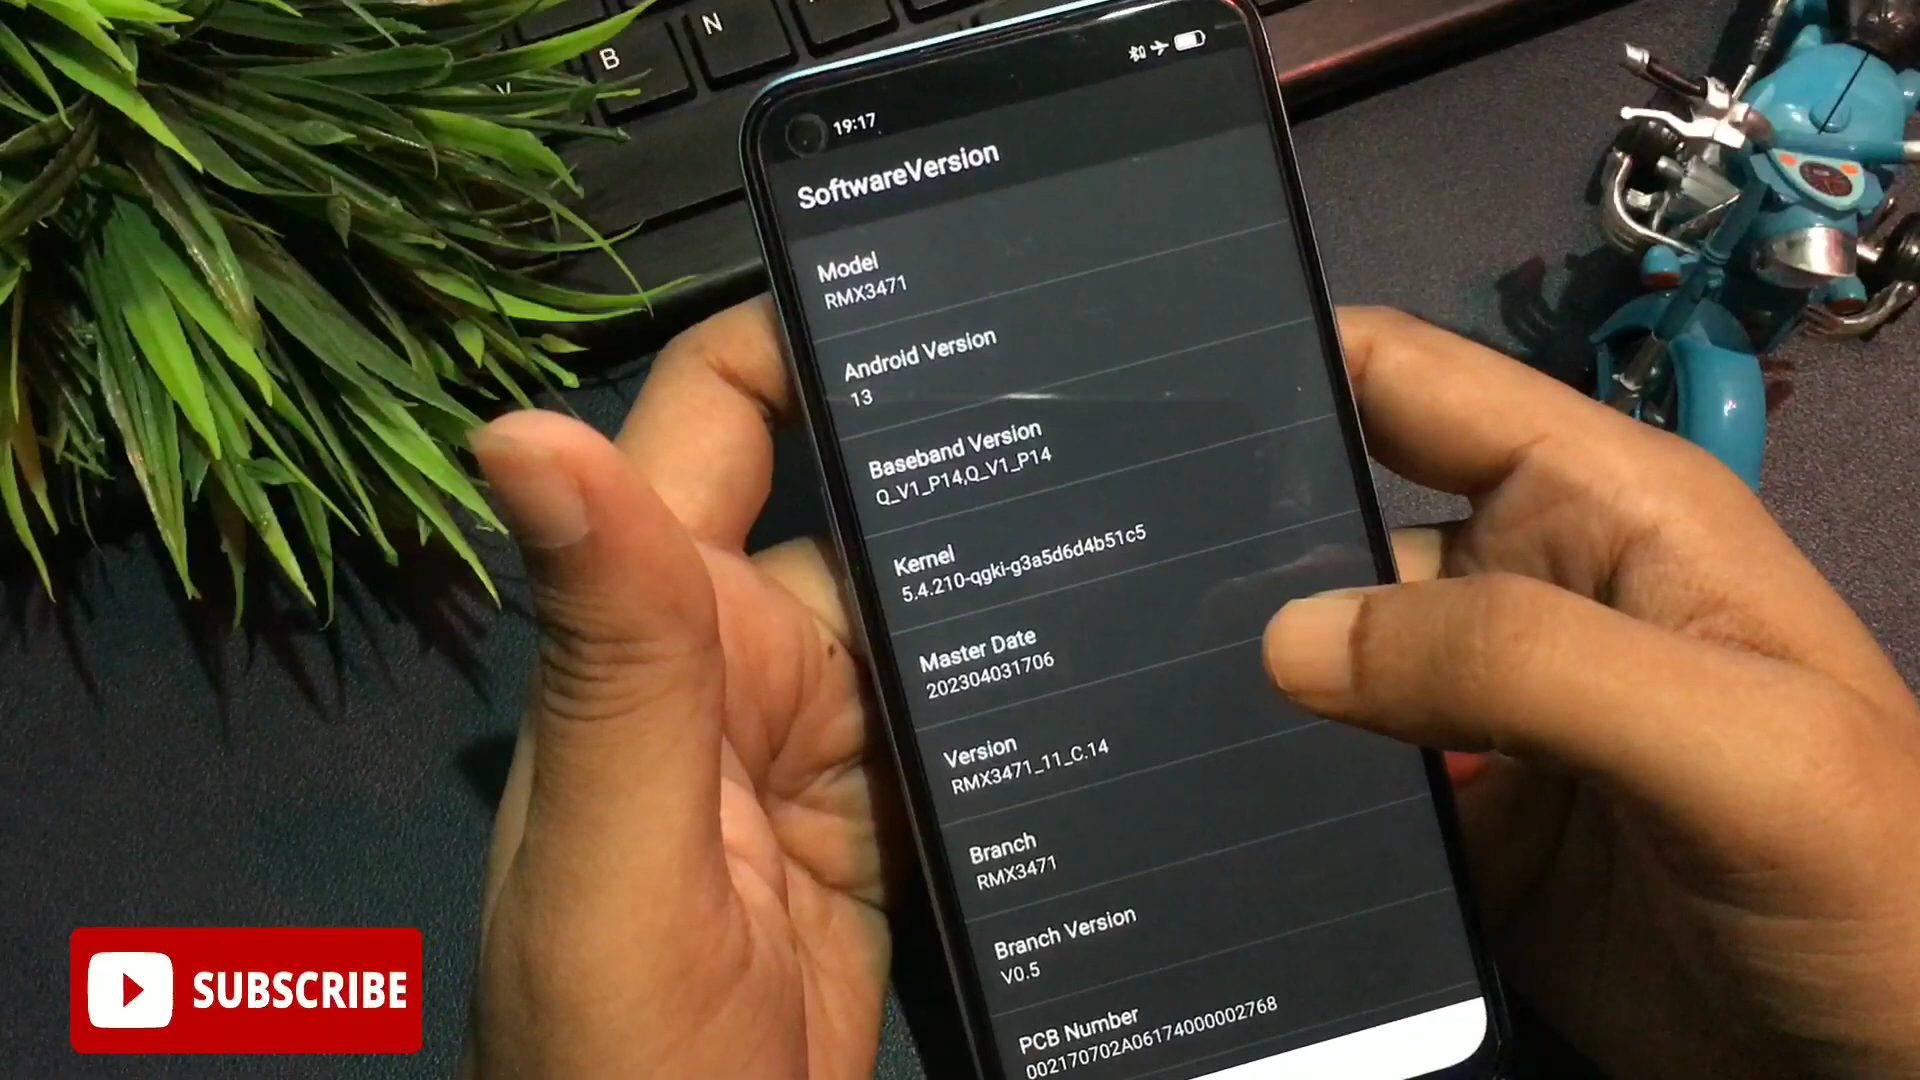 B
N
V
19:17
SoftwareVersion
Model
RMX3471
Android Version
13
Baseband Version
Q_V1_P14,Q_V1_P14
Kernel
5.4.210-qgki-g3a5d6d4b51c5
Master Date
202304031706
Version
RMX3471_11_C.14
Branch
RMX3471
Branch Version
V0.5
PCB Number
002170702A06174000002768
SUBSCRIBE